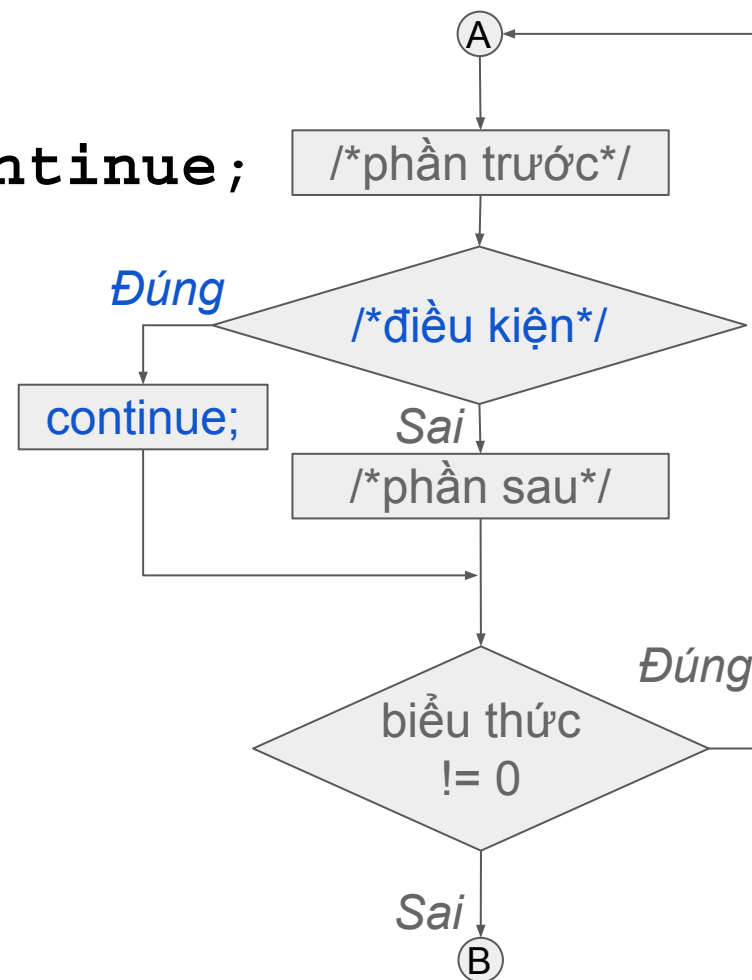 A
ntinue;
/*phần trước*/
Đúng
/*điều kiện*/
continue;
Sai
/*phần sau*/
Đúng
biểu thức
!= 0
Sai
B